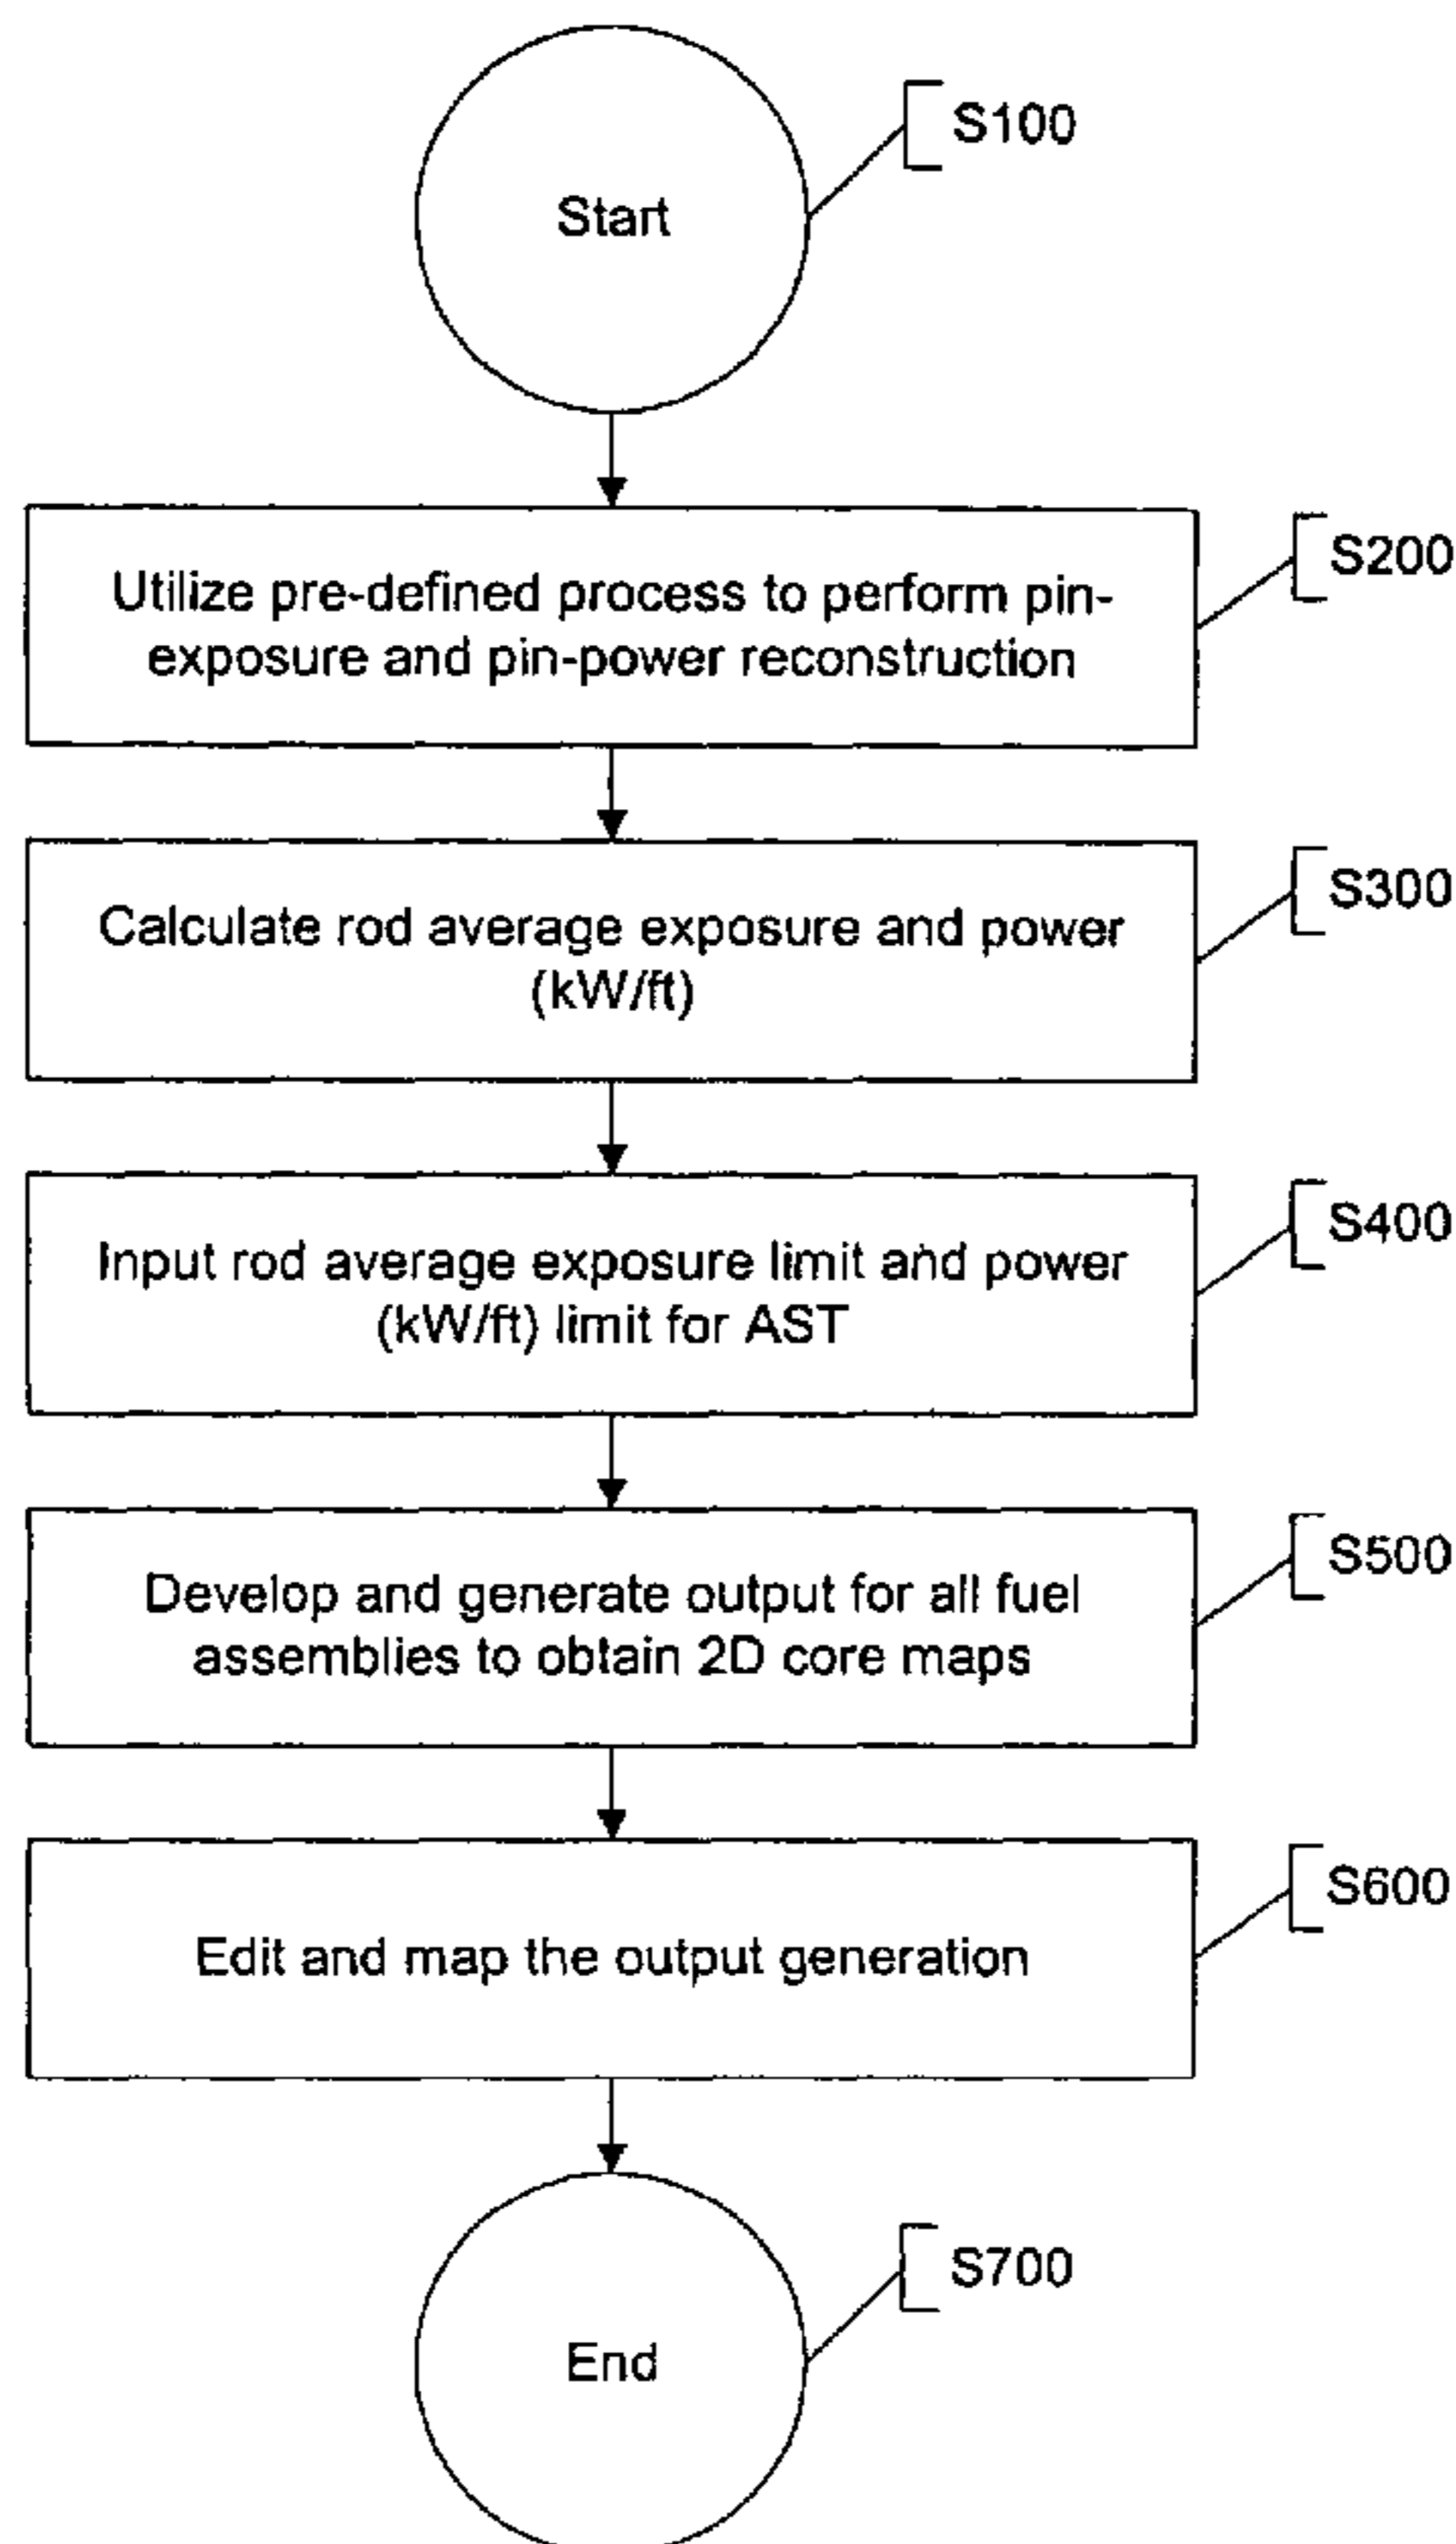 Start
S100
Utilize pre-defined process to perform pin-
exposure and pin-power reconstruction
S200
Calculate rod average exposure and power
(kW/ft)
S300
Input rod average exposure limit and power
(kW/ft) limit for AST
S400
Develop and generate output for all fuel
assemblies to obtain 2D core maps
S500
Edit and map the output generation
S600
End
S700